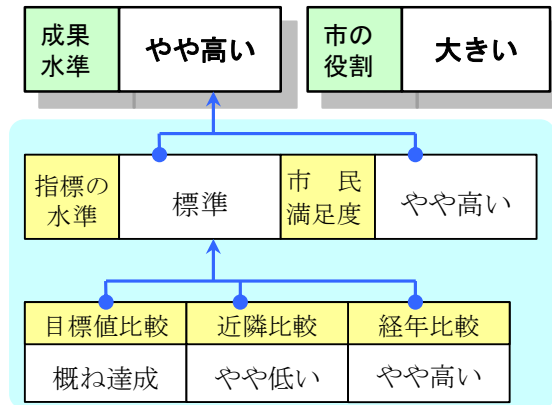 成果
水準
やや高い
市の
役割
大きい
指標の
水準
標準
市 民
満足度
やや高い
目標値比較 近隣比較 経年比較
概ね達成 やや低い やや高い